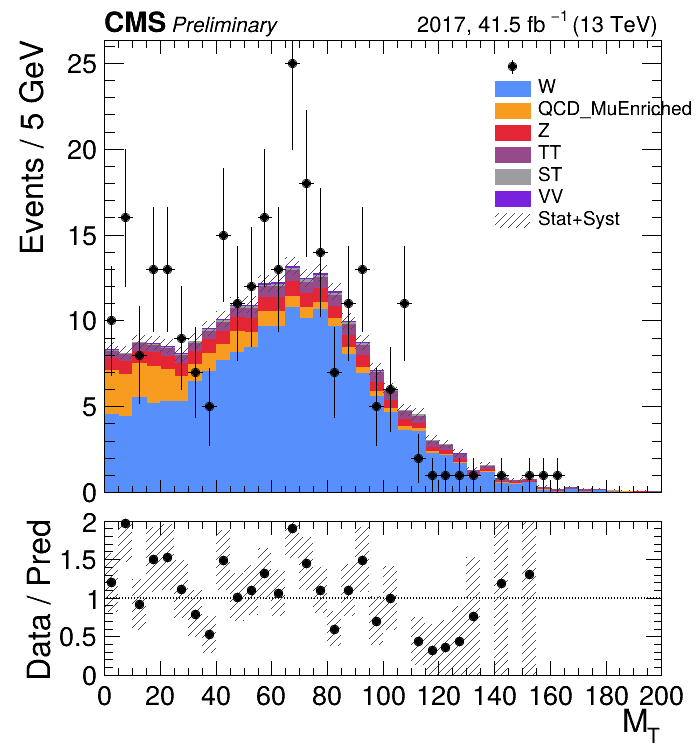 CMS Preliminary 2017, 41.5 fb⁻¹ (13 TeV)
Events / 5 GeV
25
20
15
10
5
0
W
QCD_MuEnriched
Z
TT
ST
VV
Stat+Syst
Data / Pred
2
1.5
1
0.5
0
0 20 40 60 80 100 120 140 160 180 200
M_T